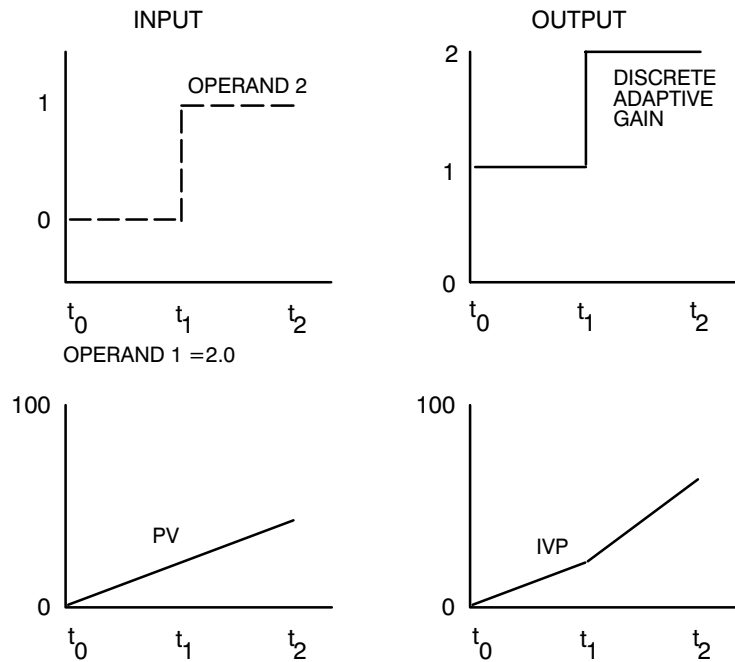 INPUT
OUTPUT
1
0
OPERAND 2
t0
t1
t2
OPERAND 1 =2.0
2
1
0
DISCRETE
ADAPTIVE
GAIN
t0
t1
t2
100
0
PV
t0
t1
t2
100
0
IVP
t0
t1
t2